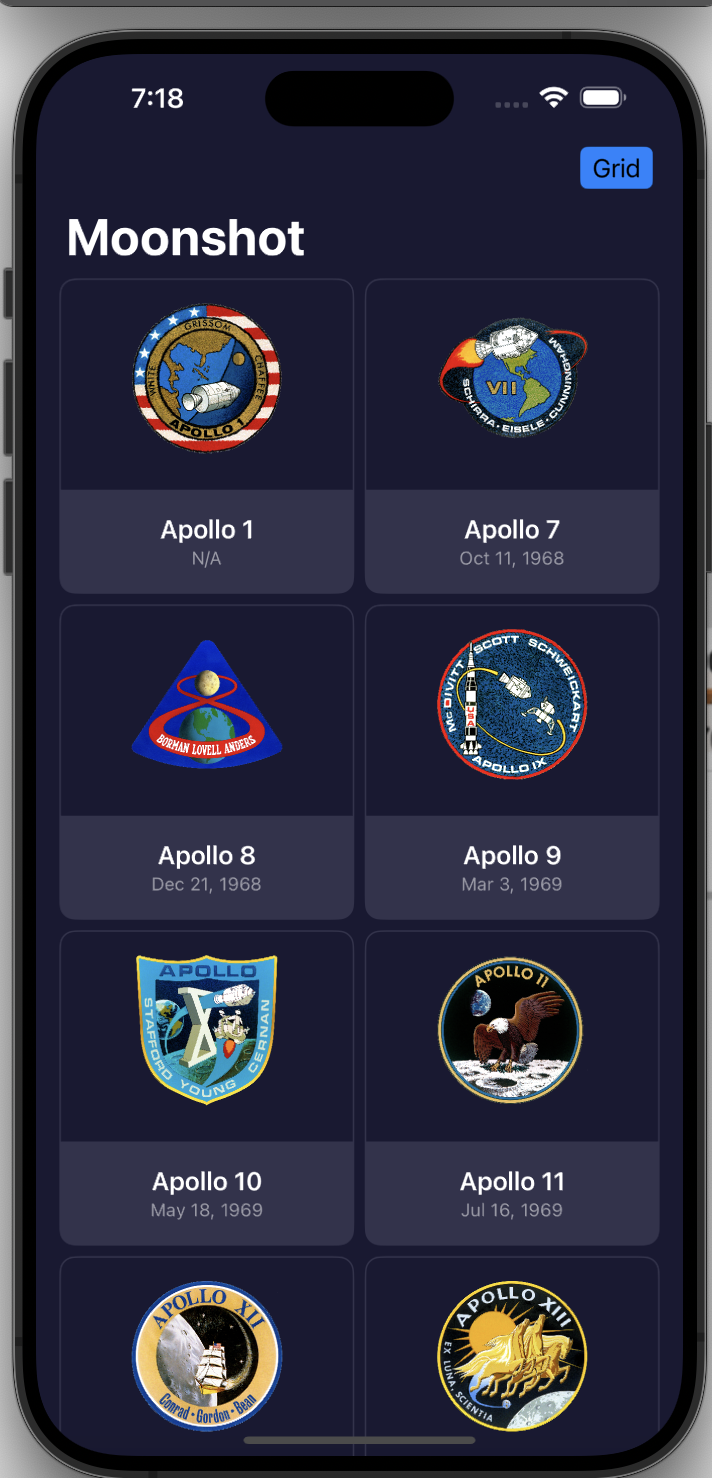 7:18
Grid
Moonshot
GRISSOM
WHITE
CHAFFEE
APOLLO 1
Apollo 1
N/A
VII
SCHIRRA · EISELE · CUNNINGHAM
Apollo 7
Oct 11, 1968
BORMAN LOVELL ANDERS
Apollo 8
Dec 21, 1968
McDIVITT SCOTT SCHWEICKART
USA
APOLLO IX
Apollo 9
Mar 3, 1969
APOLLO
X
STAFFORD YOUNG CERNAN
Apollo 10
May 18, 1969
APOLLO 11
Apollo 11
Jul 16, 1969
APOLLO XII
Conrad · Gordon · Bean
APOLLO XIII
EX LUNA, SCIENTIA